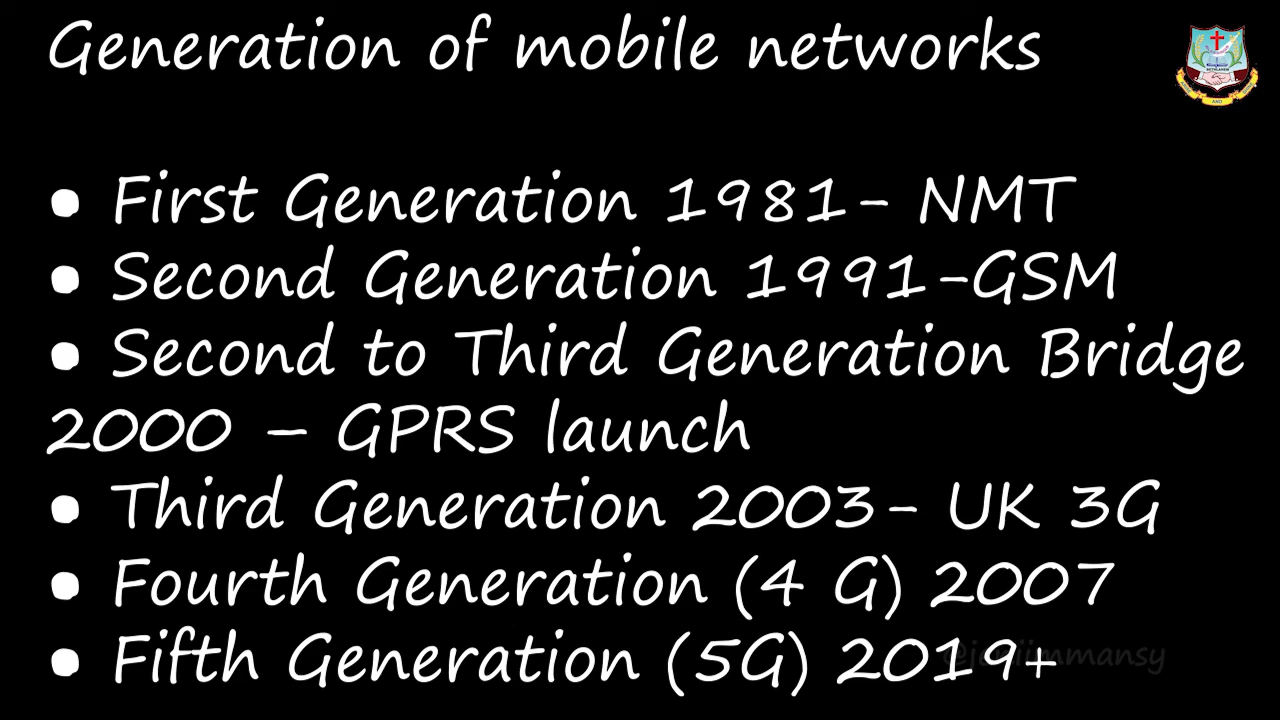 Generation of mobile networks
• First Generation 1981- NMT
• Second Generation 1991-GSM
• Second to Third Generation Bridge
2000 – GPRS launch
• Third Generation 2003- UK 3G
• Fourth Generation (4 G) 2007
• Fifth Generation (5G) 2019+
AND